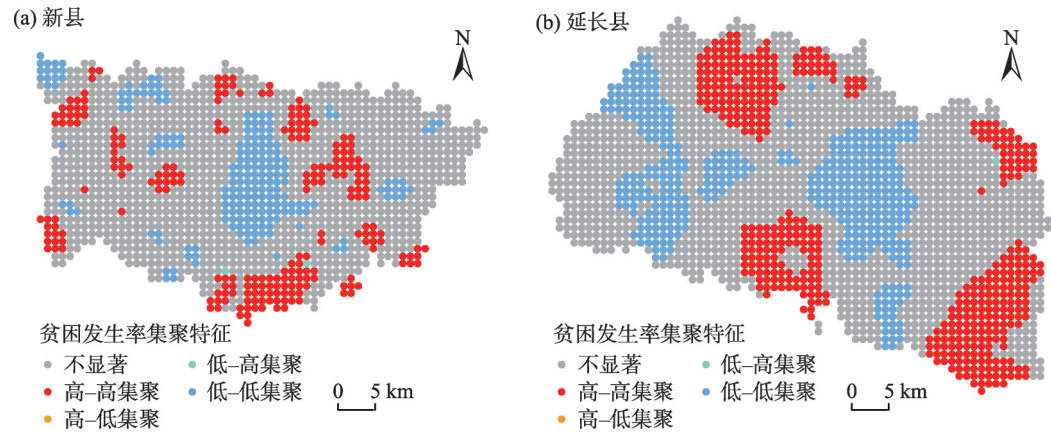 (a) 新县
N
贫困发生率集聚特征
不显著
低–高集聚
高–高集聚
低–低集聚
高–低集聚
0 5 km
(b) 延长县
N
贫困发生率集聚特征
不显著
低–高集聚
高–高集聚
低–低集聚
高–低集聚
0 5 km